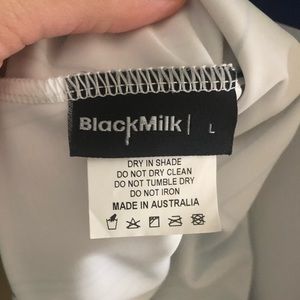 BlackMilk L
DRY IN SHADE
DO NOT DRY CLEAN
DO NOT TUMBLE DRY
DO NOT IRON
MADE IN AUSTRALIA